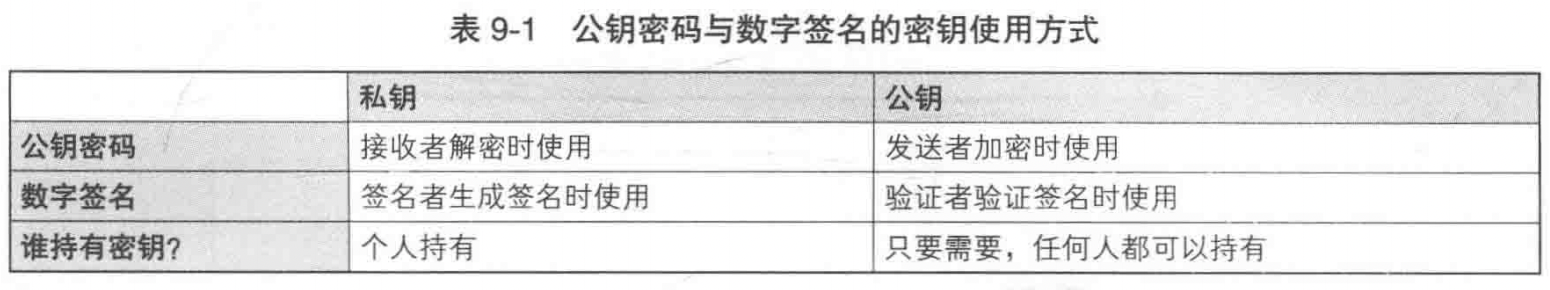 表 9-1 公钥密码与数字签名的密钥使用方式
私钥 公钥
公钥密码 接收者解密时使用 发送者加密时使用
数字签名 签名者生成签名时使用 验证者验证签名时使用
谁持有密钥? 个人持有 只要需要，任何人都可以持有